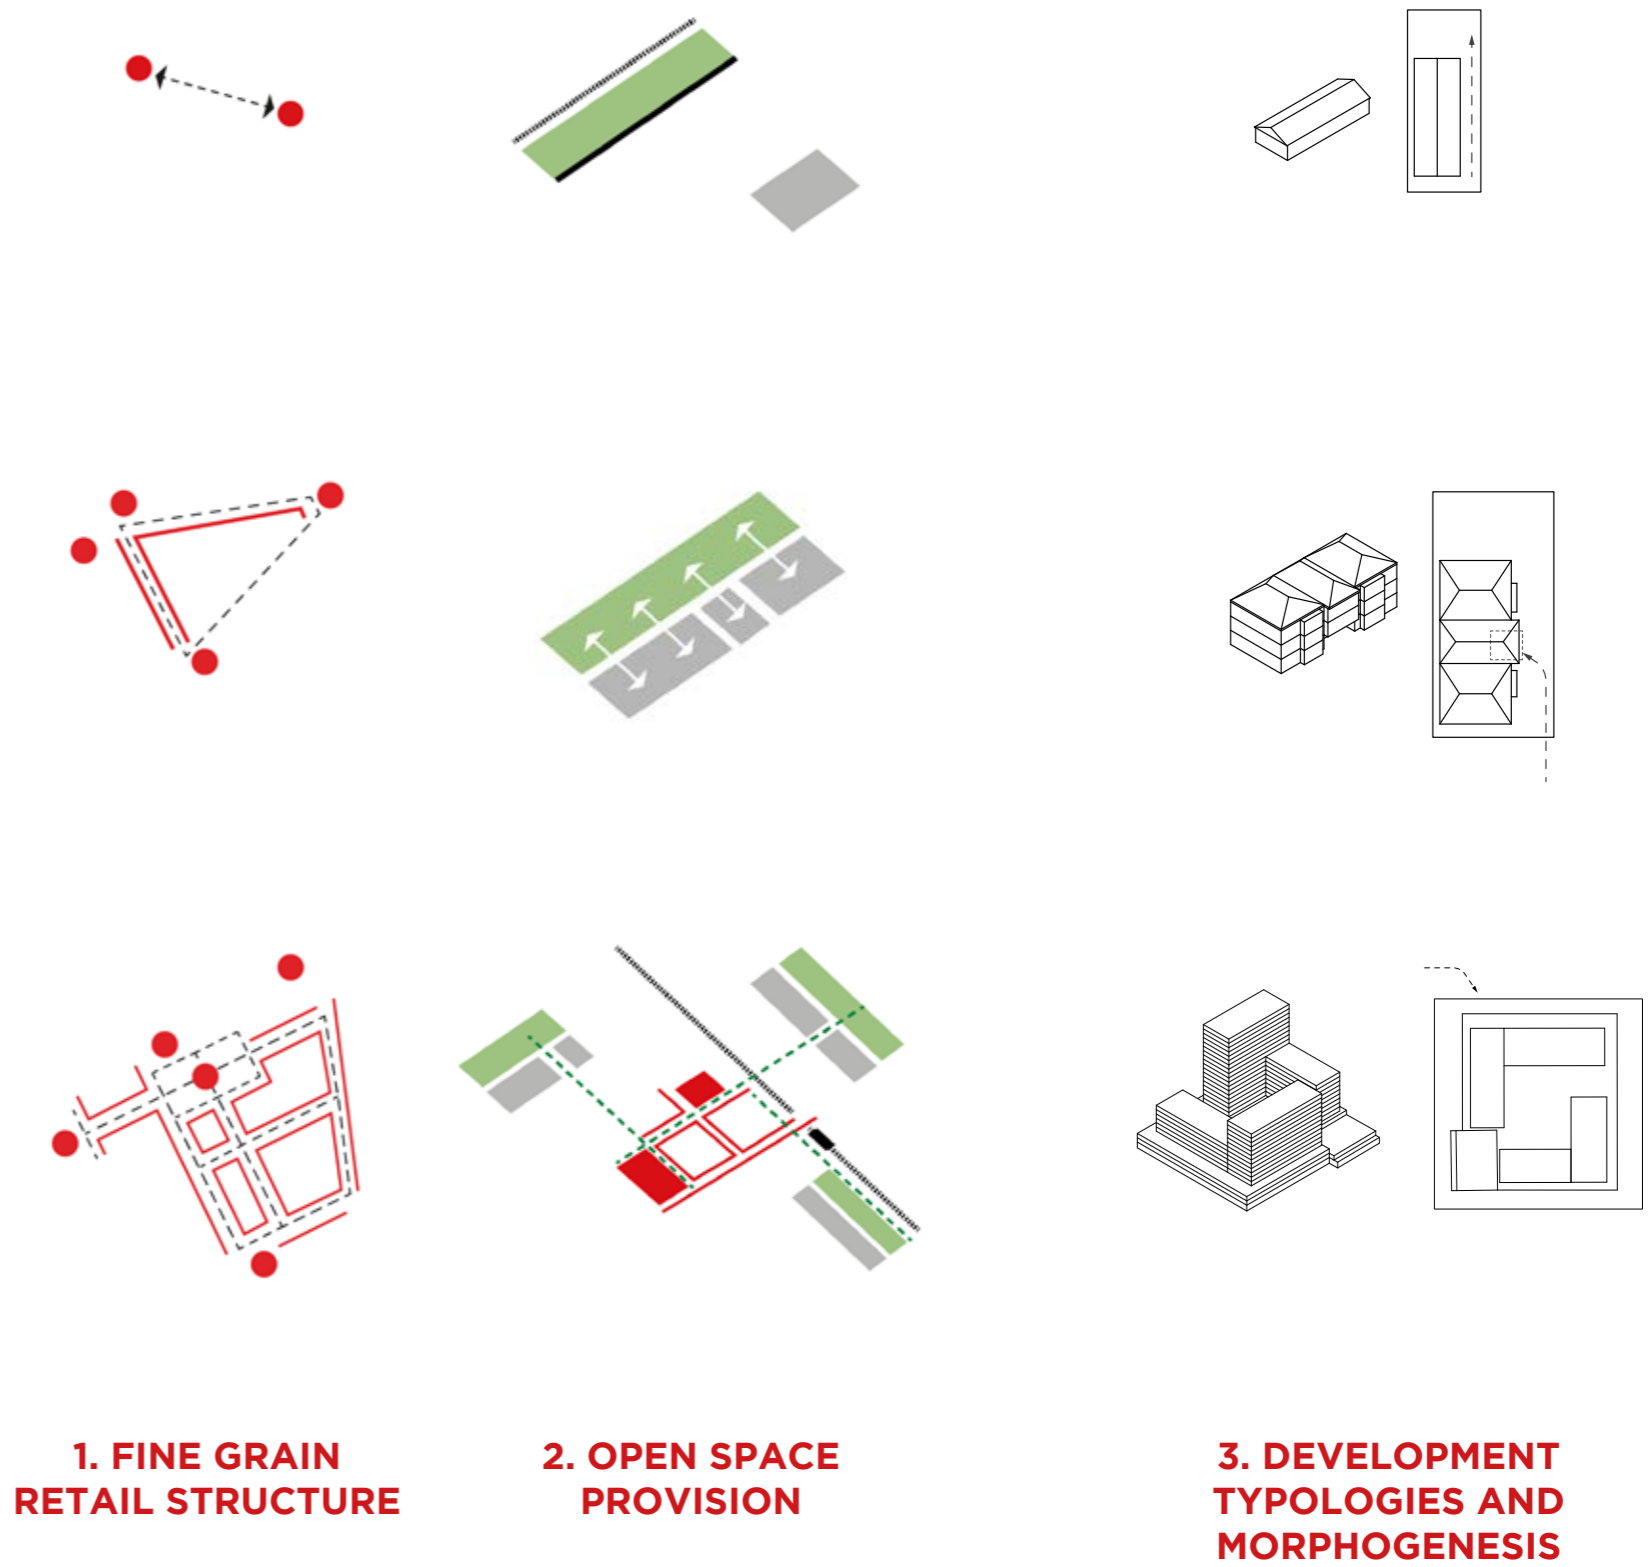 1. FINE GRAIN
RETAIL STRUCTURE
2. OPEN SPACE
PROVISION
3. DEVELOPMENT
TYPOLOGIES AND
MORPHOGENESIS